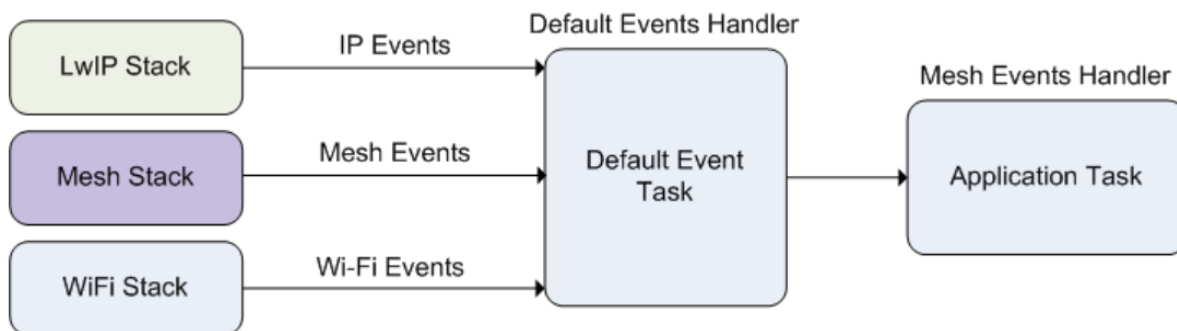 Default Events Handler
LwIP Stack
IP Events
Mesh Events Handler
Mesh Stack
Mesh Events
Default Event
Task
Application Task
WiFi Stack
Wi-Fi Events